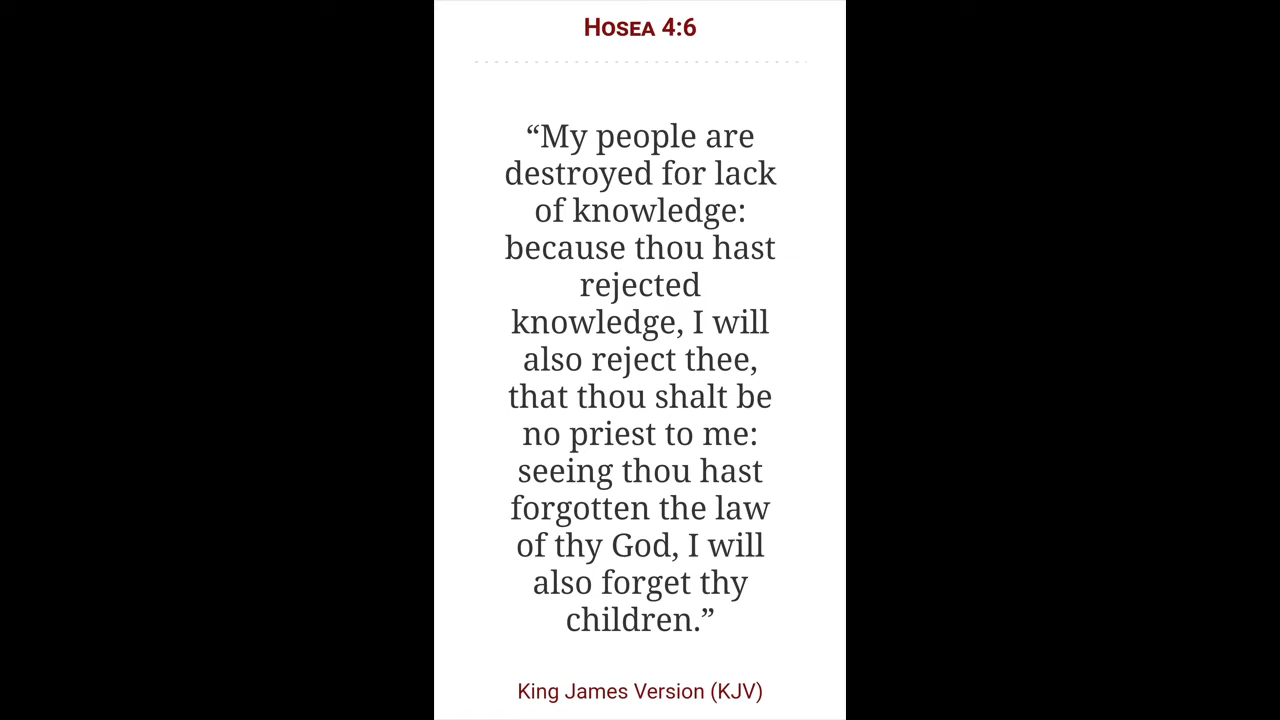 Hosea 4:6
“My people are
destroyed for lack
of knowledge:
because thou hast
rejected
knowledge, I will
also reject thee,
that thou shalt be
no priest to me:
seeing thou hast
forgotten the law
of thy God, I will
also forget thy
children.”
King James Version (KJV)